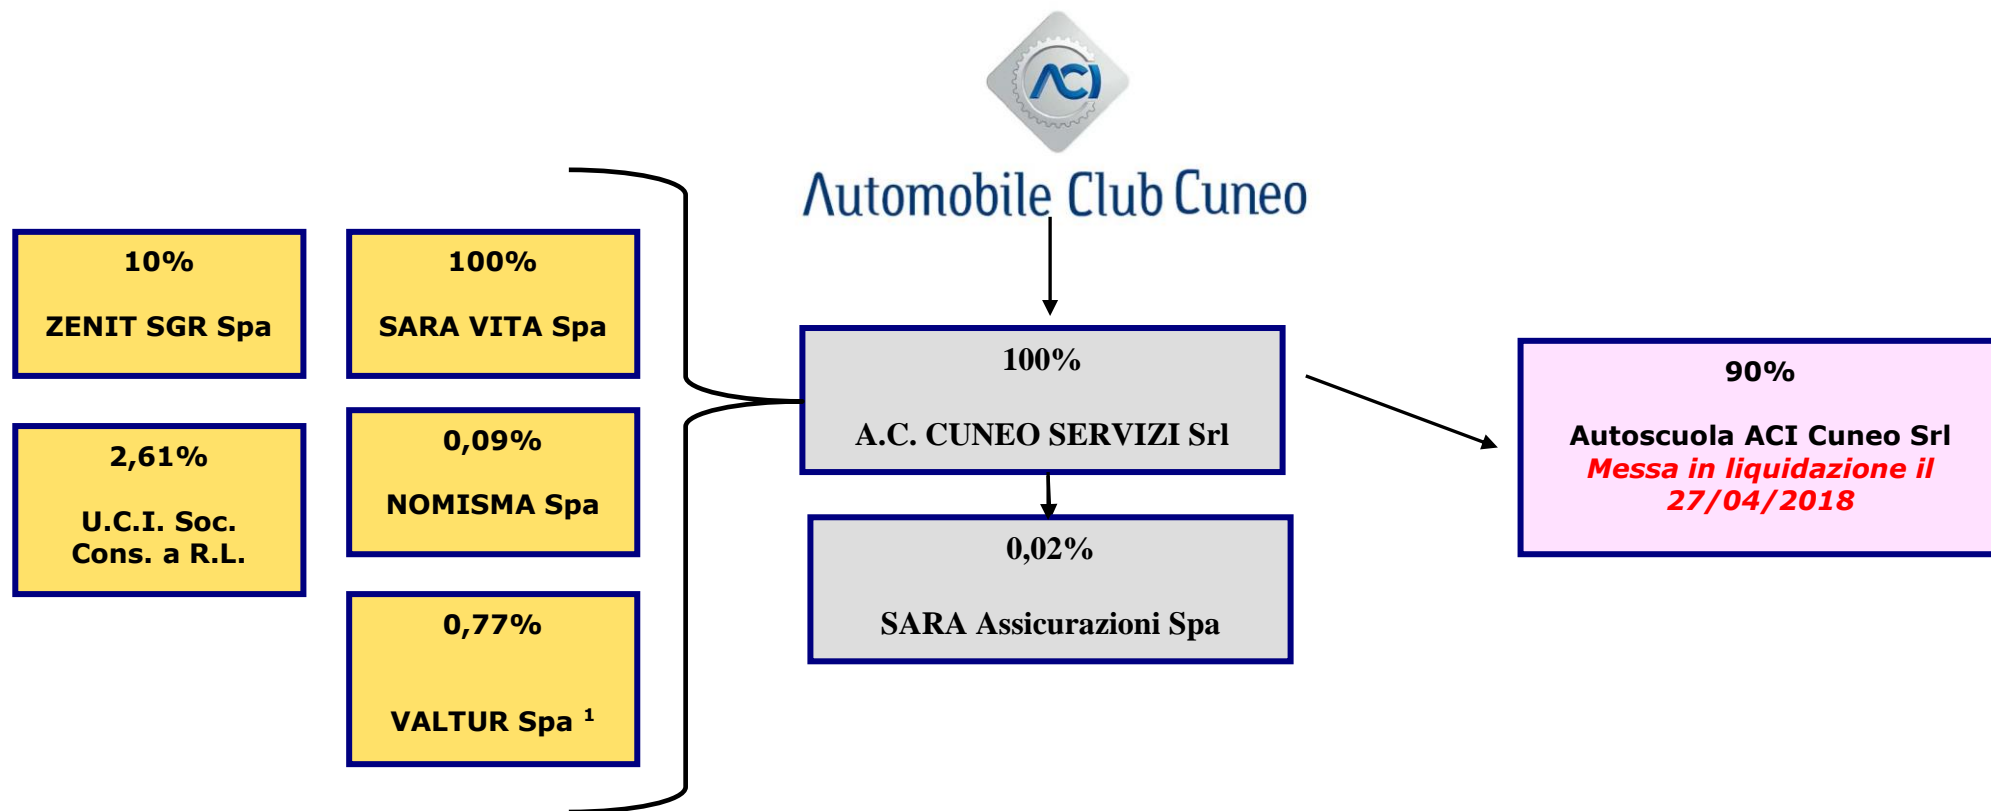 ACI
Automobile Club Cuneo
10%
ZENIT SGR Spa
100%
SARA VITA Spa
2,61%
U.C.I. Soc.
Cons. a R.L.
0,09%
NOMISMA Spa
0,77%
VALTUR Spa ¹
100%
A.C. CUNEO SERVIZI Srl
0,02%
SARA Assicurazioni Spa
90%
Autoscuola ACI Cuneo Srl
Messa in liquidazione il
27/04/2018